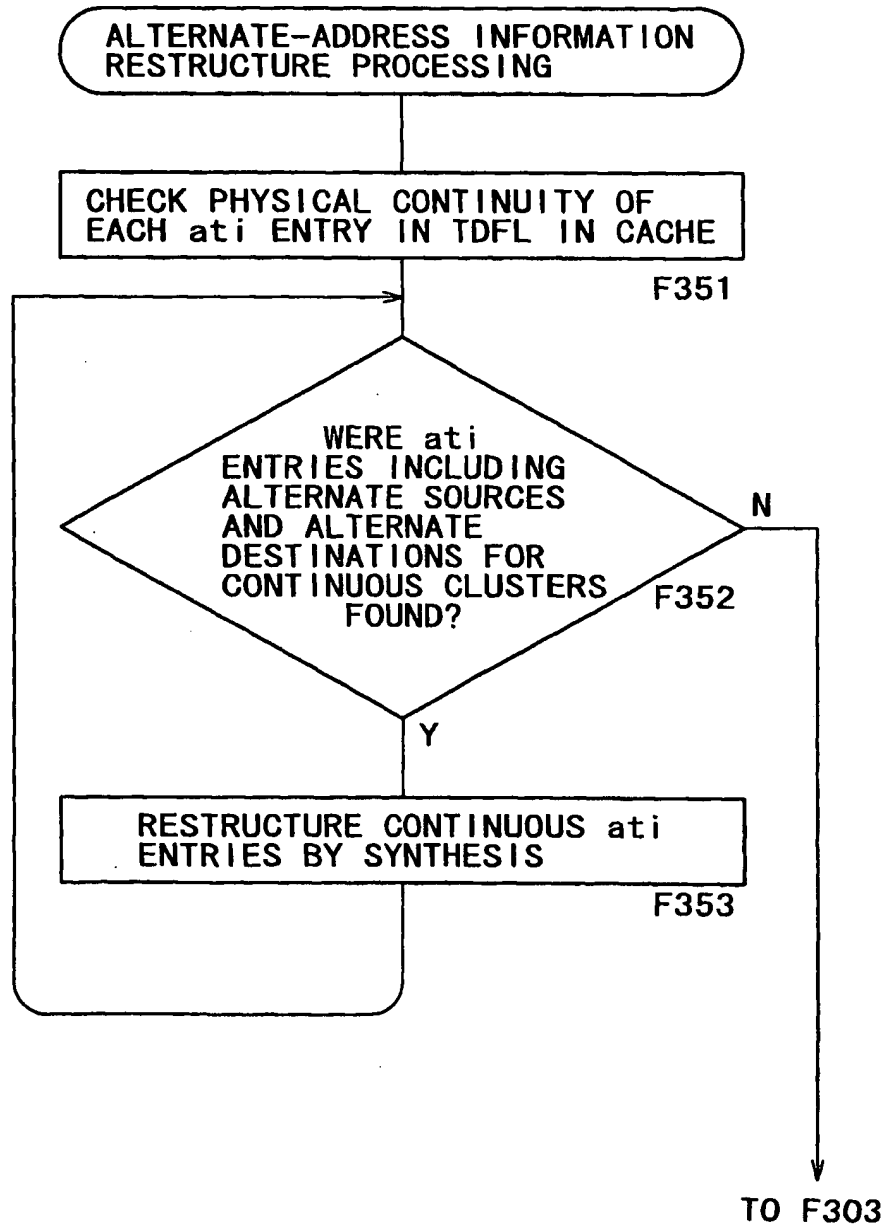 ALTERNATE-ADDRESS INFORMATION
RESTRUCTURE PROCESSING
CHECK PHYSICAL CONTINUITY OF
EACH ati ENTRY IN TDFL IN CACHE
F351
WERE ati
ENTRIES INCLUDING
ALTERNATE SOURCES
AND ALTERNATE
DESTINATIONS FOR
CONTINUOUS CLUSTERS
FOUND?
N
F352
Y
RESTRUCTURE CONTINUOUS ati
ENTRIES BY SYNTHESIS
F353
TO F303